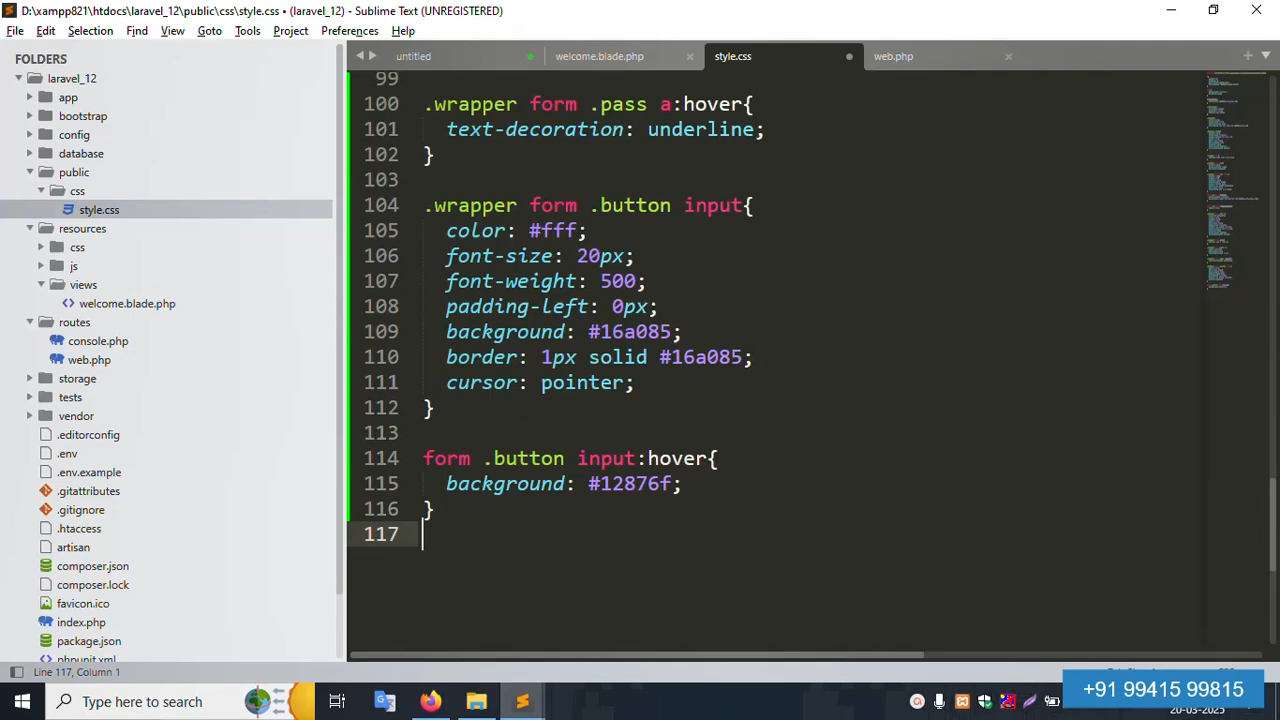 D:\xampp821\htdocs\laravel_12\public\css\style.css • (laravel_12) - Sublime Text (UNREGISTERED)
File Edit Selection Find View Goto Tools Project Preferences Help
FOLDERS
laravel_12
app
bootstrap
config
database
public
css
style.css
resources
css
js
views
welcome.blade.php
routes
console.php
web.php
storage
tests
vendor
.editorconfig
.env
.env.example
.gitattributes
.gitignore
.htaccess
artisan
composer.json
composer.lock
favicon.ico
index.php
package.json
phpunit.xml
untitled welcome.blade.php style.css web.php
99
100 .wrapper form .pass a:hover{
101 text-decoration: underline;
102 }
103
104 .wrapper form .button input{
105 color: #fff;
106 font-size: 20px;
107 font-weight: 500;
108 padding-left: 0px;
109 background: #16a085;
110 border: 1px solid #16a085;
111 cursor: pointer;
112 }
113
114 form .button input:hover{
115 background: #12876f;
116 }
117
Line 117, Column 1
Type here to search
+91 99415 99815
20-03-2025